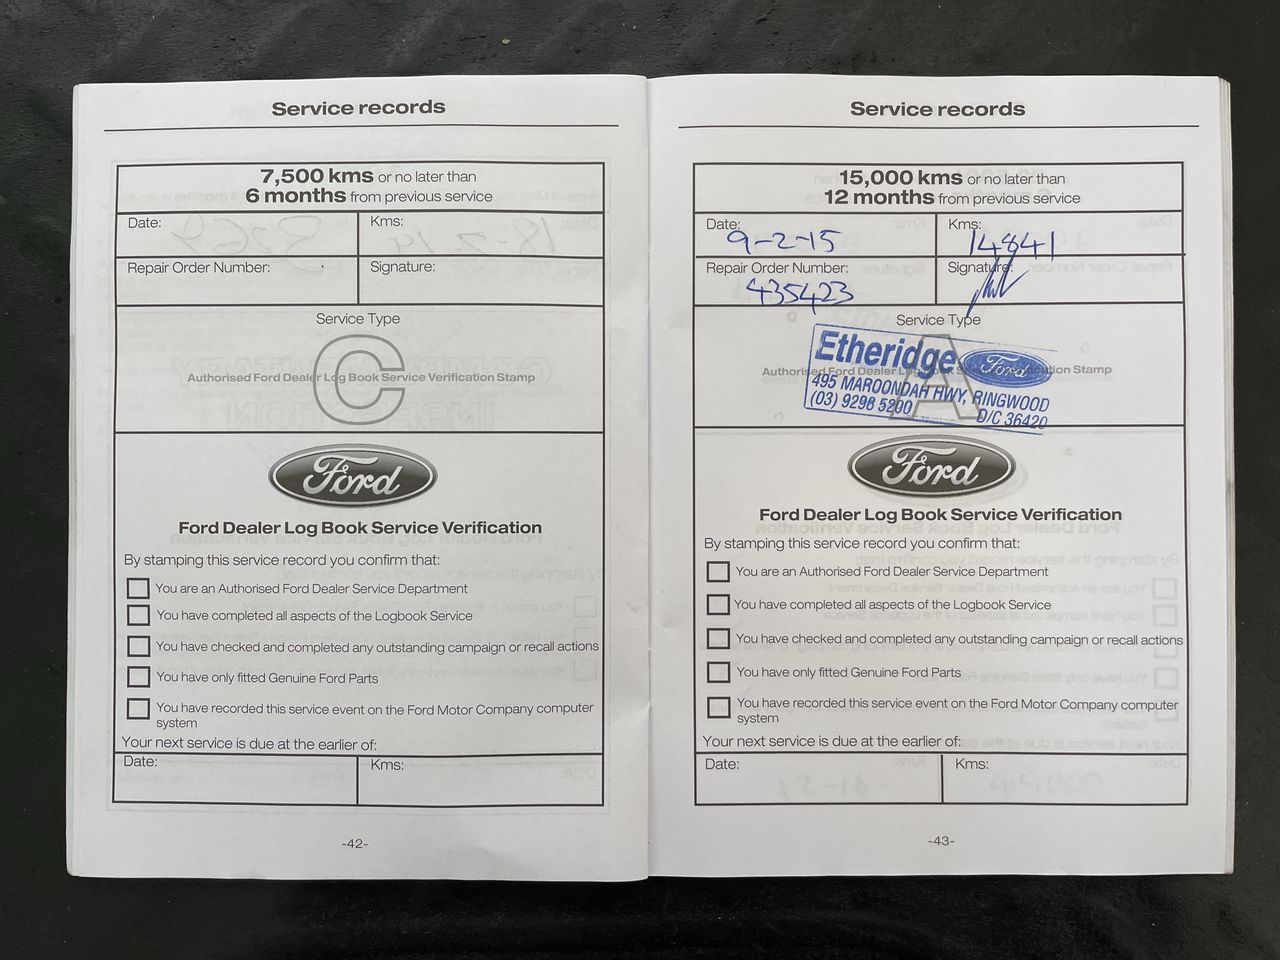 Service records
7,500 kms or no later than
6 months from previous service
Date:
Kms:
Repair Order Number:
Signature:
Service Type
C
Authorised Ford Dealer Log Book Service Verification Stamp
Ford
Ford Dealer Log Book Service Verification
By stamping this service record you confirm that:
You are an Authorised Ford Dealer Service Department
You have completed all aspects of the Logbook Service
You have checked and completed any outstanding campaign or recall actions
You have only fitted Genuine Ford Parts
You have recorded this service event on the Ford Motor Company computer
system
Your next service is due at the earlier of:
Date:
Kms:
-42-
Service records
15,000 kms or no later than
12 months from previous service
Date:
9-2-15
Kms:
14841
Repair Order Number:
435423
Signature:
Service Type
A
Authorised Ford Dealer Log Book Service Verification Stamp
Etheridge Ford
495 MAROONDAH HWY, RINGWOOD
(03) 9298 5200 D/C 36420
Ford
Ford Dealer Log Book Service Verification
By stamping this service record you confirm that:
You are an Authorised Ford Dealer Service Department
You have completed all aspects of the Logbook Service
You have checked and completed any outstanding campaign or recall actions
You have only fitted Genuine Ford Parts
You have recorded this service event on the Ford Motor Company computer
system
Your next service is due at the earlier of:
Date:
Kms:
-43-